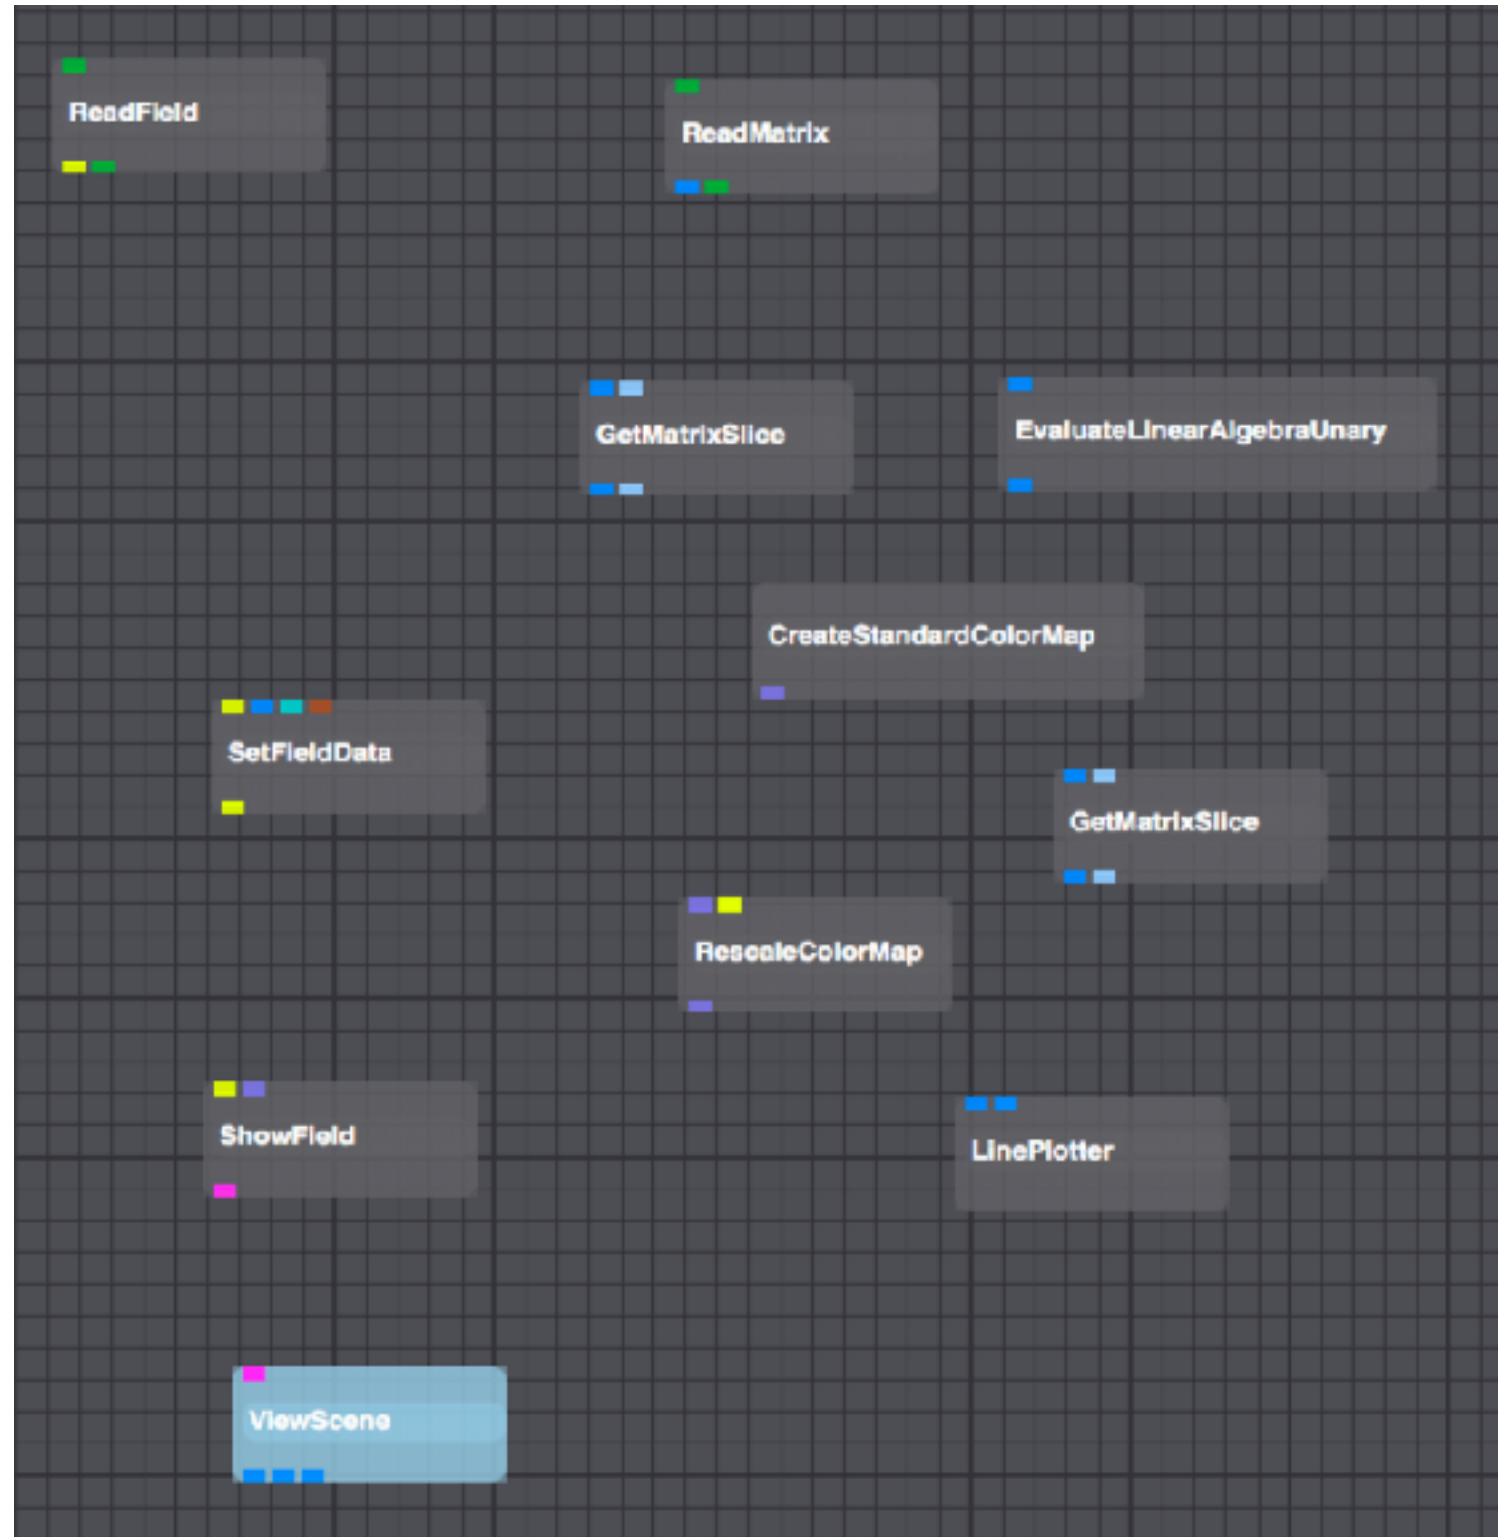 ReadField
ReadMatrix
GetMatrixSlice
EvaluateLinearAlgebraUnary
CreateStandardColorMap
SetFieldData
GetMatrixSlice
RescaleColorMap
ShowField
LinePlotter
ViewScene